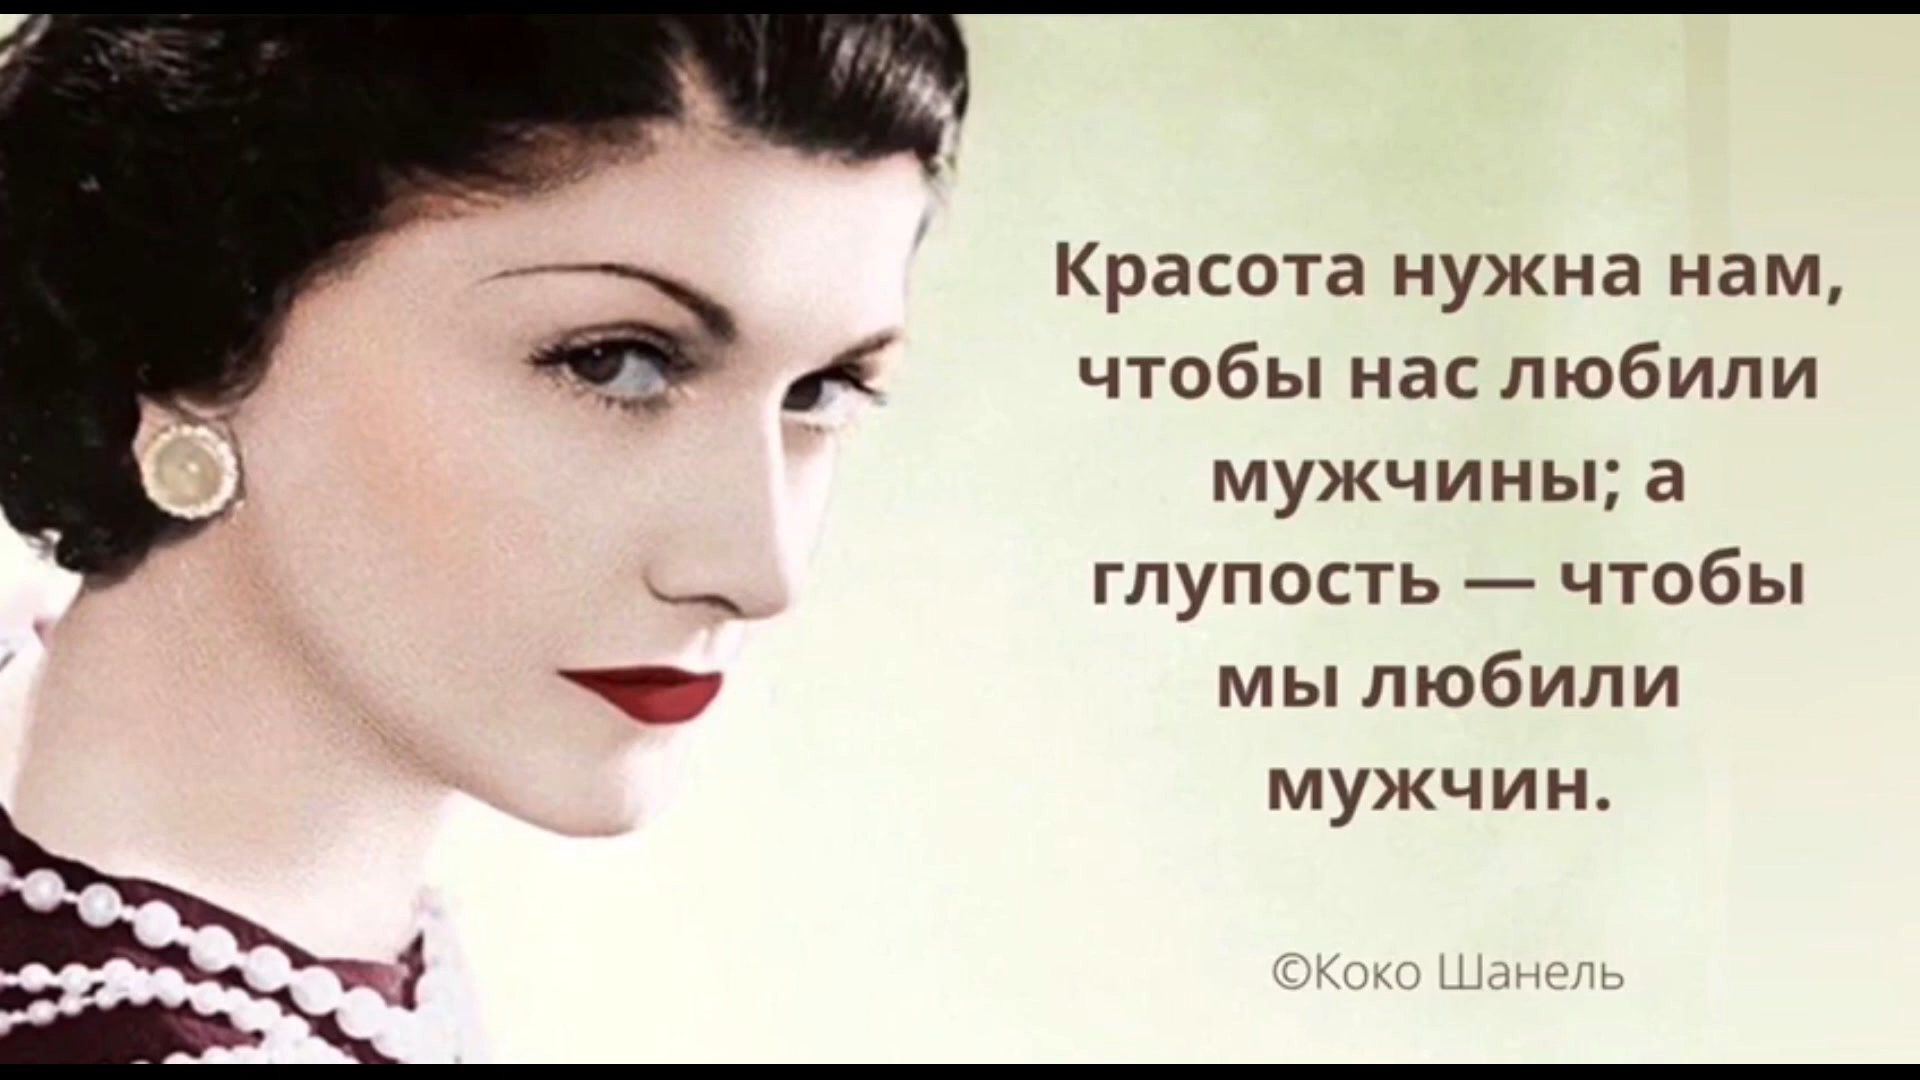 Красота нужна нам,
чтобы нас любили
мужчины; а
глупость — чтобы
мы любили
мужчин.
©Коко Шанель